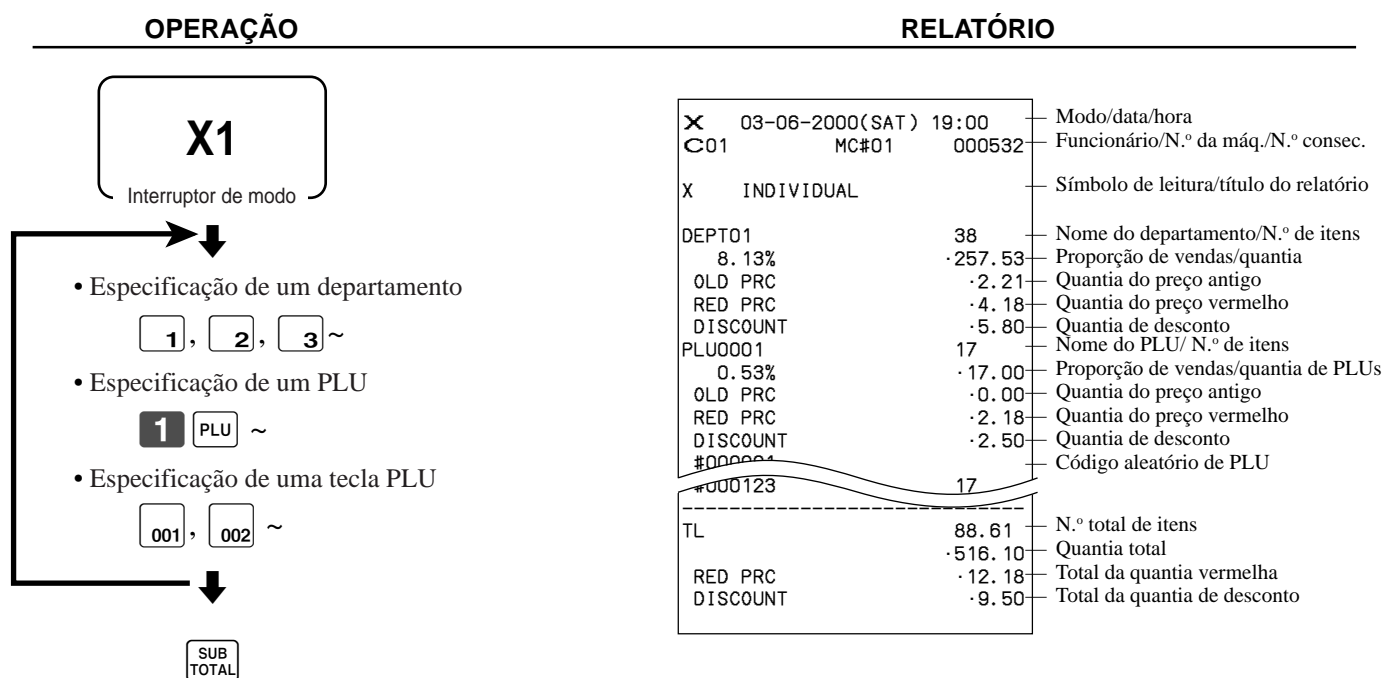 OPERAÇÃO
X1
Interruptor de modo
• Especificação de um departamento
1, 2, 3~
• Especificação de um PLU
1 PLU ~
• Especificação de uma tecla PLU
001, 002 ~
SUB
TOTAL
RELATÓRIO
X 03-06-2000(SAT) 19:00 Modo/data/hora
C01 MC#01 000532 Funcionário/N.º da máq./N.º consec.
X INDIVIDUAL Símbolo de leitura/título do relatório
DEPT01 38 Nome do departamento/N.º de itens
8.13% ·257.53 Proporção de vendas/quantia
OLD PRC ·2.21 Quantia do preço antigo
RED PRC ·4.18 Quantia do preço vermelho
DISCOUNT ·5.80 Quantia de desconto
PLU0001 17 Nome do PLU/ N.º de itens
0.53% ·17.00 Proporção de vendas/quantia de PLUs
OLD PRC ·0.00 Quantia do preço antigo
RED PRC ·2.18 Quantia do preço vermelho
DISCOUNT ·2.50 Quantia de desconto
#000001 Código aleatório de PLU
#000123 17
TL 88.61 N.º total de itens
·516.10 Quantia total
RED PRC ·12.18 Total da quantia vermelha
DISCOUNT ·9.50 Total da quantia de desconto